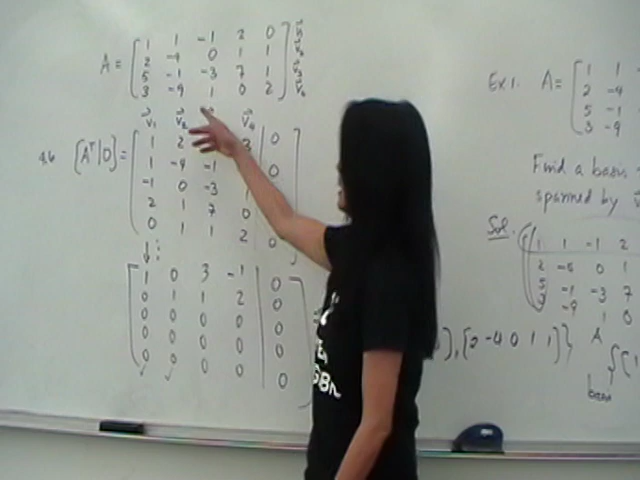 A = [ 1 1 -1 2 0 ] v₁
2 -4 0 1 1 v₂
5 -1 -3 7 1 v₃
3 -9 1 0 2 v₄
v₁ v₂ v₄
4,6 [Aᵀ|0] = [ 1 2 3 | 0 ]
1 -4 -1 0
-1 0 -3 1
2 1 7 0
0 1 1 2 0
↓ ⋮
[ 1 0 3 -1 | 0 ]
0 1 1 2 0
0 0 0 0 0
0 0 0 0 0
0 0 0 0 0
✓ ✓
Ex 1. A = [ 1 1
2 -4
5 -1
3 -9
Find a basis
spanned by
Sol.
1 1 -1 2
2 0 1
5 -1 -3 7
-9 1 0
], [2 -4 0 1 1]} A
{[1
basis